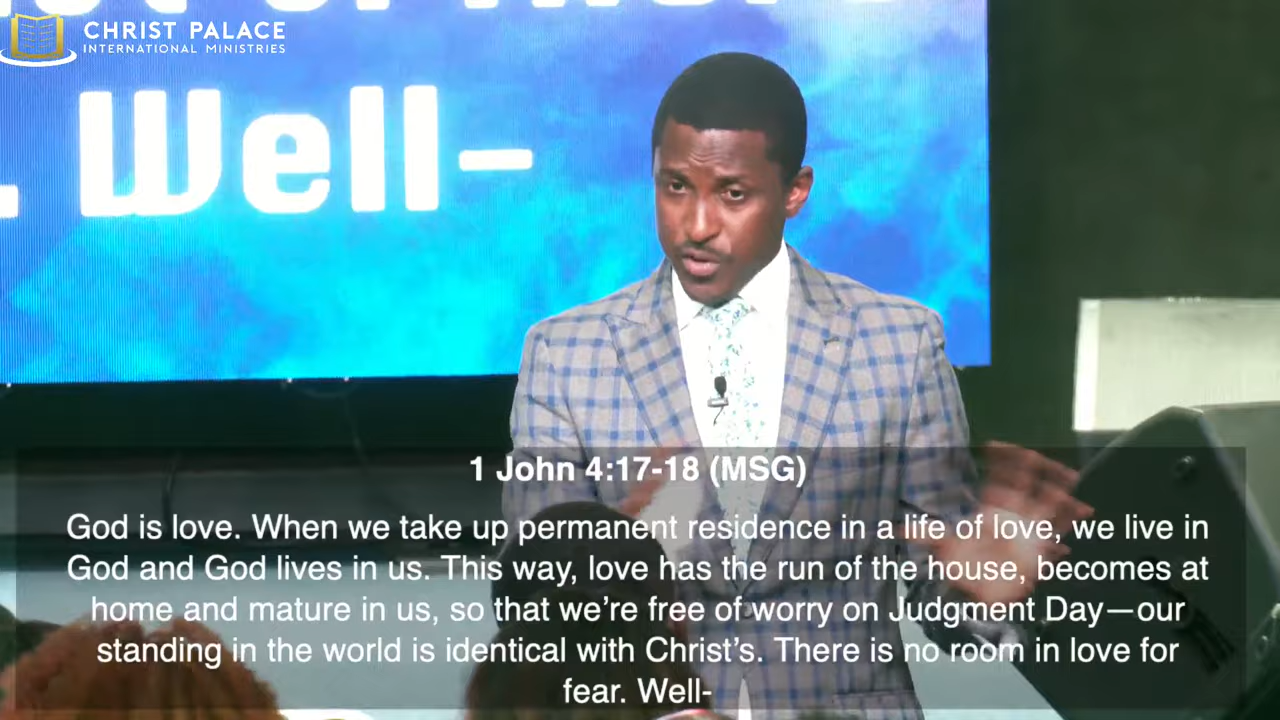 CHRIST PALACE
INTERNATIONAL MINISTRIES
. Well-
1 John 4:17-18 (MSG)
God is love. When we take up permanent residence in a life of love, we live in
God and God lives in us. This way, love has the run of the house, becomes at
home and mature in us, so that we’re free of worry on Judgment Day—our
standing in the world is identical with Christ’s. There is no room in love for
fear. Well-